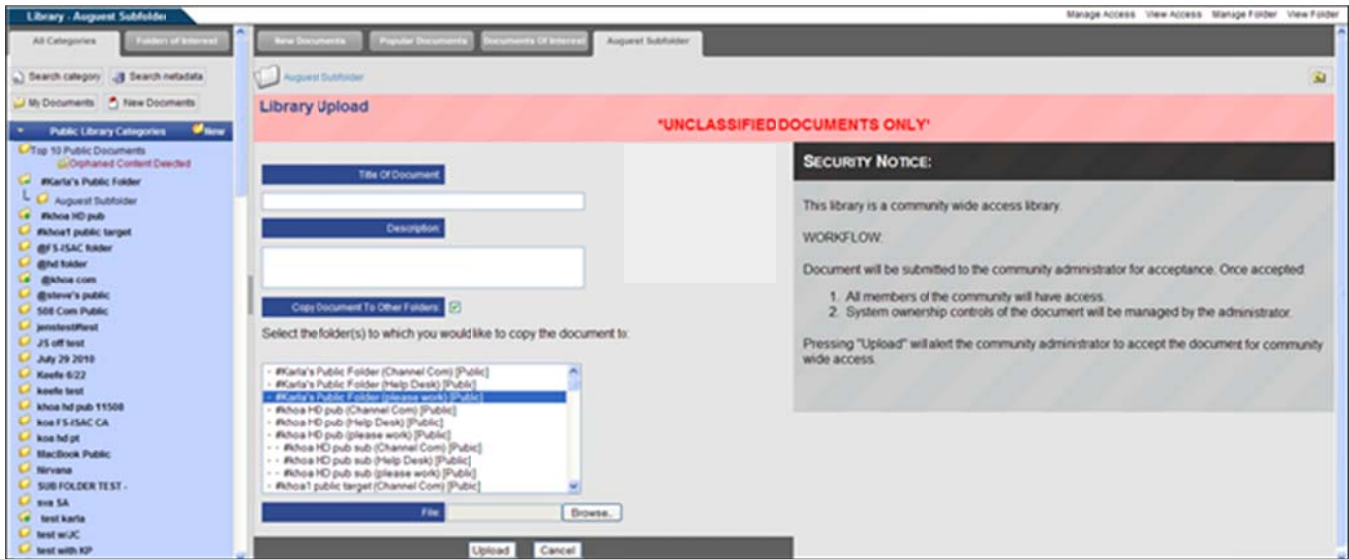 Library - Auguest Subfolder
Manage Access View Access Manage Folder View Folder
All Categories
Folders of Interest
New Documents
Popular Documents
Documents Of Interest
Auguest Subfolder
Search category
Search netadata
My Documents
New Docments
Auguest Subfolder
Library Upload
*UNCLASSIFIED DOCUMENTS ONLY*
Public Library Categories
New
Top 10 Public Documents
Orphaned Content Deected
#Karla's Public Folder
Auguest Subfolder
#khoa HD pub
#khoa1 public target
@FS-ISAC folder
@hd folder
@khoa com
@steve's public
508 Com Public
jenstest#test
JS off test
July 29 2010
Keefe 6/22
keefe test
khoa hd pub 11508
koa FS-ISAC CA
koa hd pt
MacBook Public
Nirvana
SUB FOLDER TEST -
sva SA
test karla
test w/JC
test with KP
Title Of Document:
Description:
Copy Document To Other Folders:
Select the folder(s) to which you would like to copy the document to:
- #Karla's Public Folder (Channel Com) [Public]
- #Karla's Public Folder (Help Desk) [Public]
- #Karla's Public Folder (please work) [Public]
- #khoa HD pub (Channel Com) [Public]
- #khoa HD pub (Help Desk) [Public]
- #khoa HD pub (please work) [Public]
- - #khoa HD pub sub (Channel Com) [Pubic]
- - #khoa HD pub sub (Help Desk) [Public]
- - #khoa HD pub sub (please work) [Public]
- #khoa1 public target (Channel Com) [Pubic]
File:
Browse..
Upload
Cancel
SECURITY NOTICE:
This library is a community wide access library.
WORKFLOW:
Document will be submitted to the community administrator for acceptance. Once accepted:
1. All members of the community will have access.
2. System ownership controls of the document will be managed by the administrator.
Pressing "Upload" will alert the community administrator to accept the document for community
wide access.